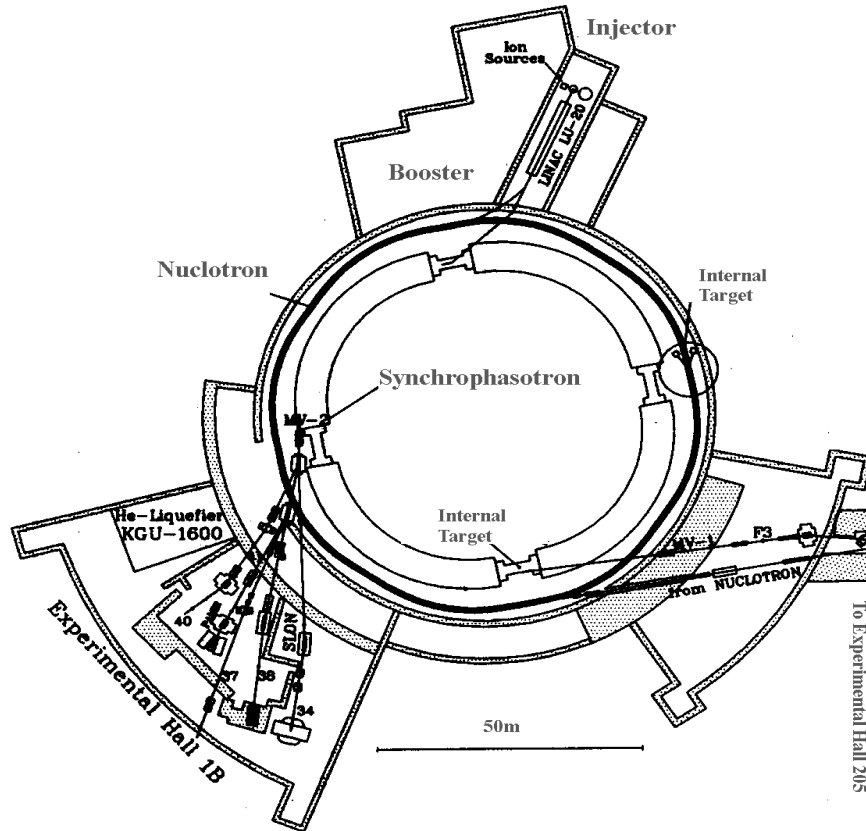 Injector
Ion
Sources
LINAC LU-20
Booster
Nuclotron
Internal
Target
Synchrophasotron
MV-2
He-Liquefier
KGU-1600
Internal
Target
MV-1
F3
from NUCLOTRON
40
SLON
37
38
34
Experimental Hall 1B
50m
To Experimental Hall 205